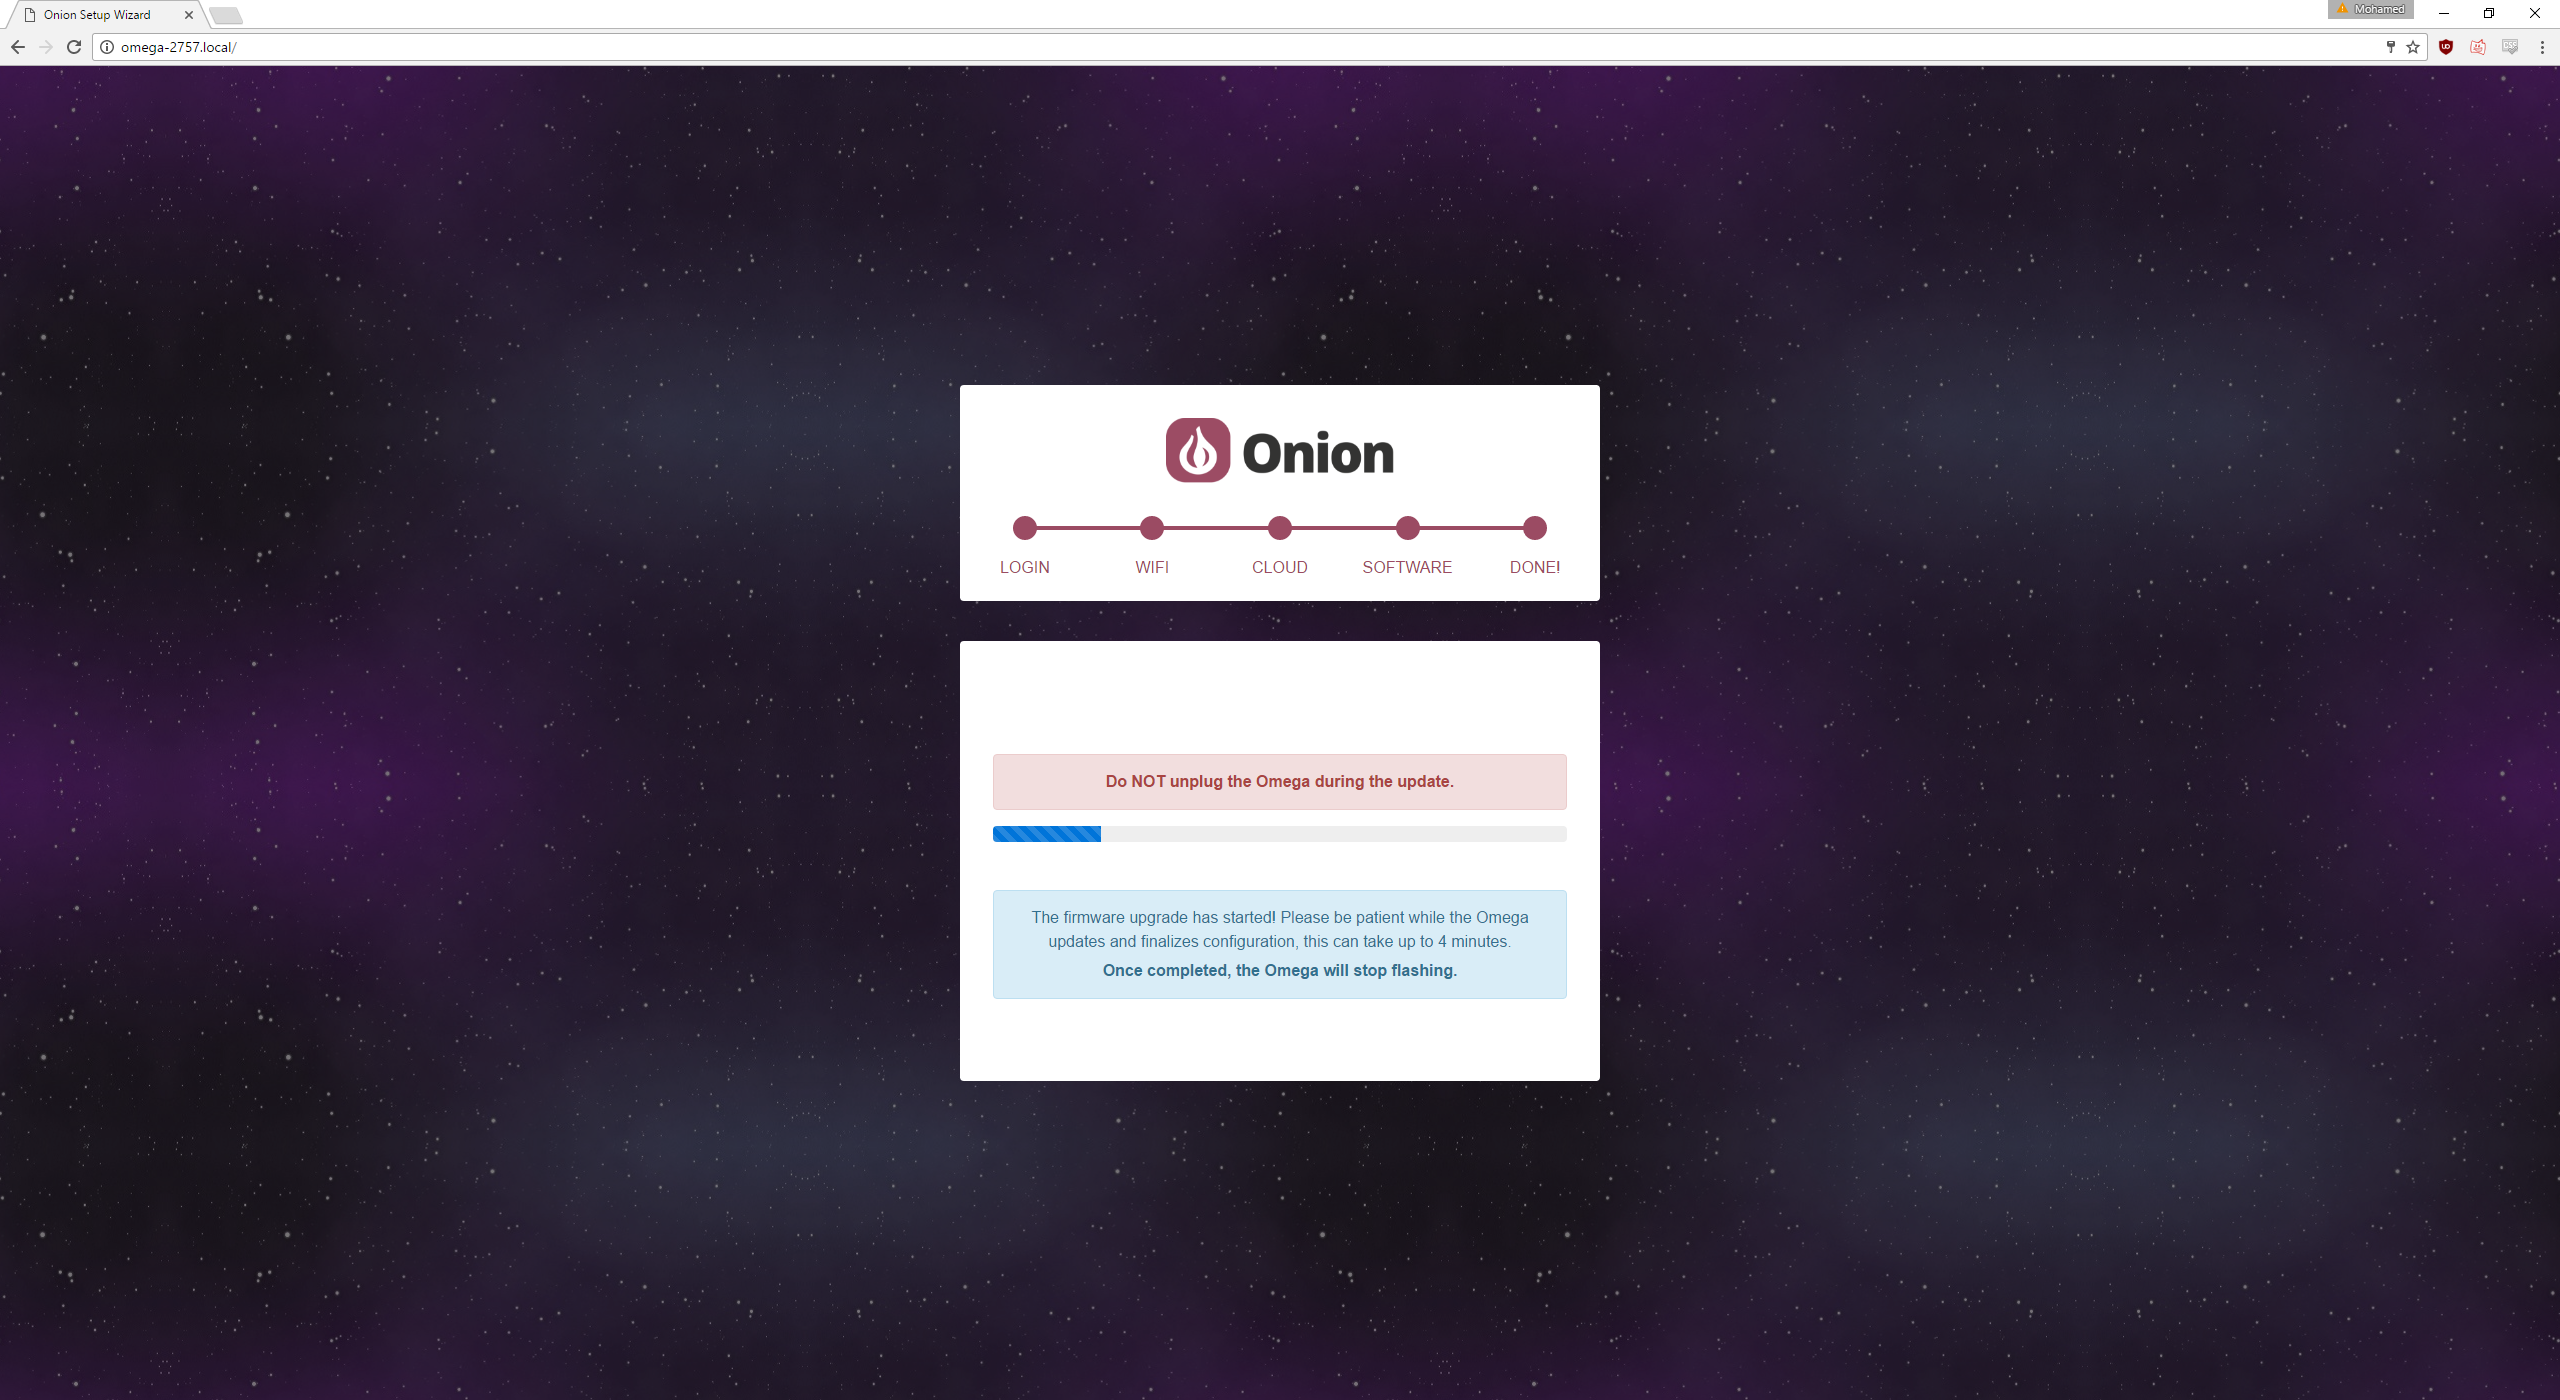 Onion Setup Wizard
Mohamed
omega-2757.local/
Onion
LOGIN
WIFI
CLOUD
SOFTWARE
DONE!
Do NOT unplug the Omega during the update.
The firmware upgrade has started! Please be patient while the Omega
updates and finalizes configuration, this can take up to 4 minutes.
Once completed, the Omega will stop flashing.